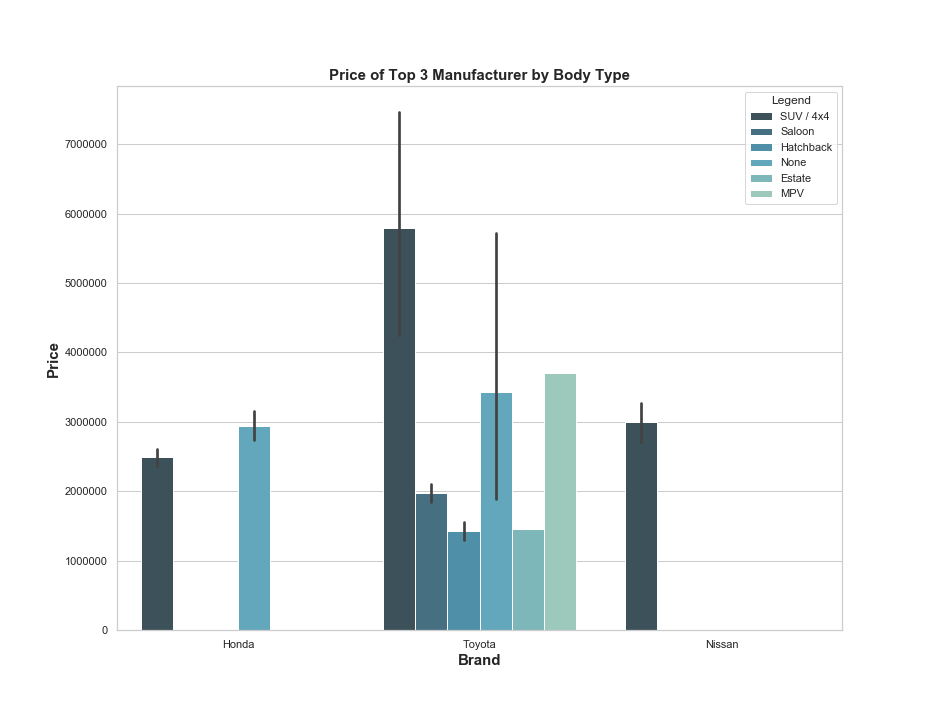 Price of Top 3 Manufacturer by Body Type
Legend
SUV / 4x4
Saloon
Hatchback
None
Estate
MPV
7000000
6000000
5000000
4000000
3000000
2000000
1000000
0
Price
Honda
Toyota
Nissan
Brand